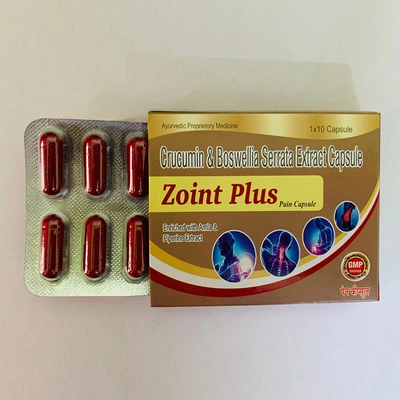 Ayurvedic Proprietary Medicine
1x10 Capsule
Crucumin & Boswellia Serrata Extract Capsule
Zoint Plus
Pain Capsule
Enriched with Amla &
Piperine Extract
GMP
पेन कैप्सूल